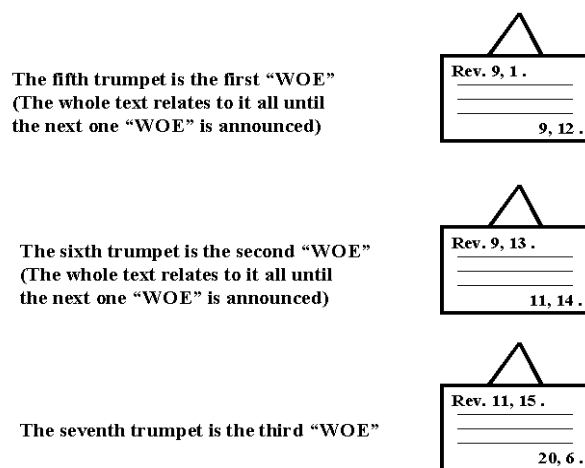 The fifth trumpet is the first “WOE”
(The whole text relates to it all until
the next one “WOE” is announced)
Rev. 9, 1 .
9, 12 .
The sixth trumpet is the second “WOE”
(The whole text relates to it all until
the next one “WOE” is announced)
Rev. 9, 13 .
11, 14 .
The seventh trumpet is the third “WOE”
Rev. 11, 15 .
20, 6 .